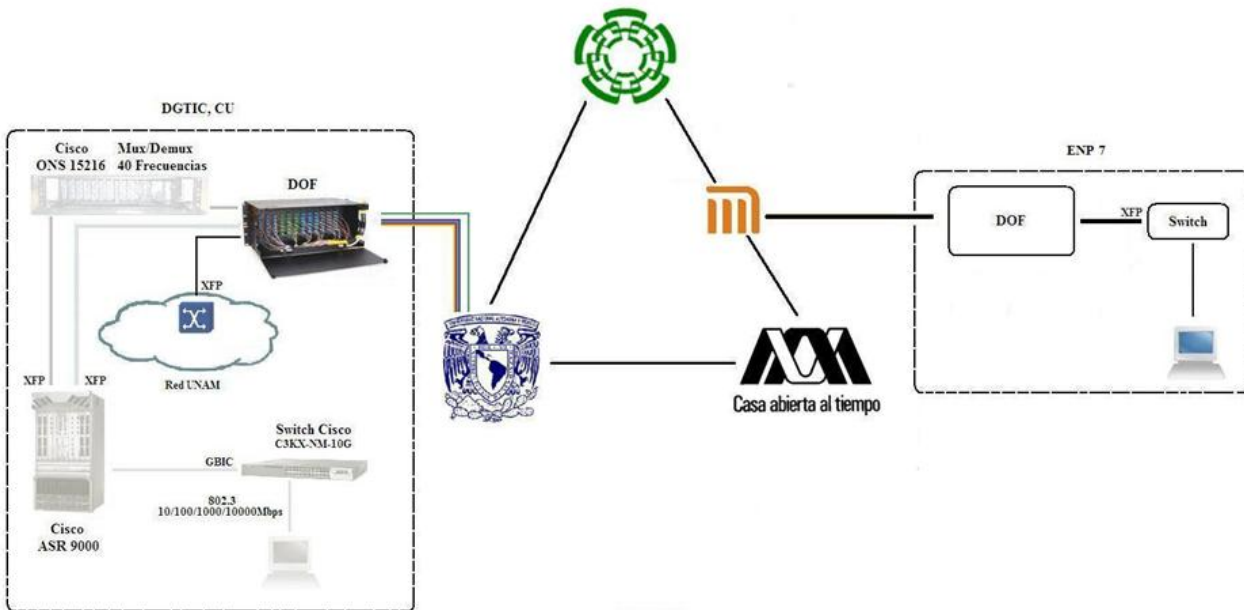 DGTIC, CU
Cisco
ONS 15216
Mux/Demux
40 Frecuencias
DOF
XFP
Red UNAM
XFP
XFP
Switch Cisco
C3KX-NM-10G
GBIC
802.3
10/100/1000/10000Mbps
Cisco
ASR 9000
Casa abierta al tiempo
ENP 7
DOF
XFP
Switch